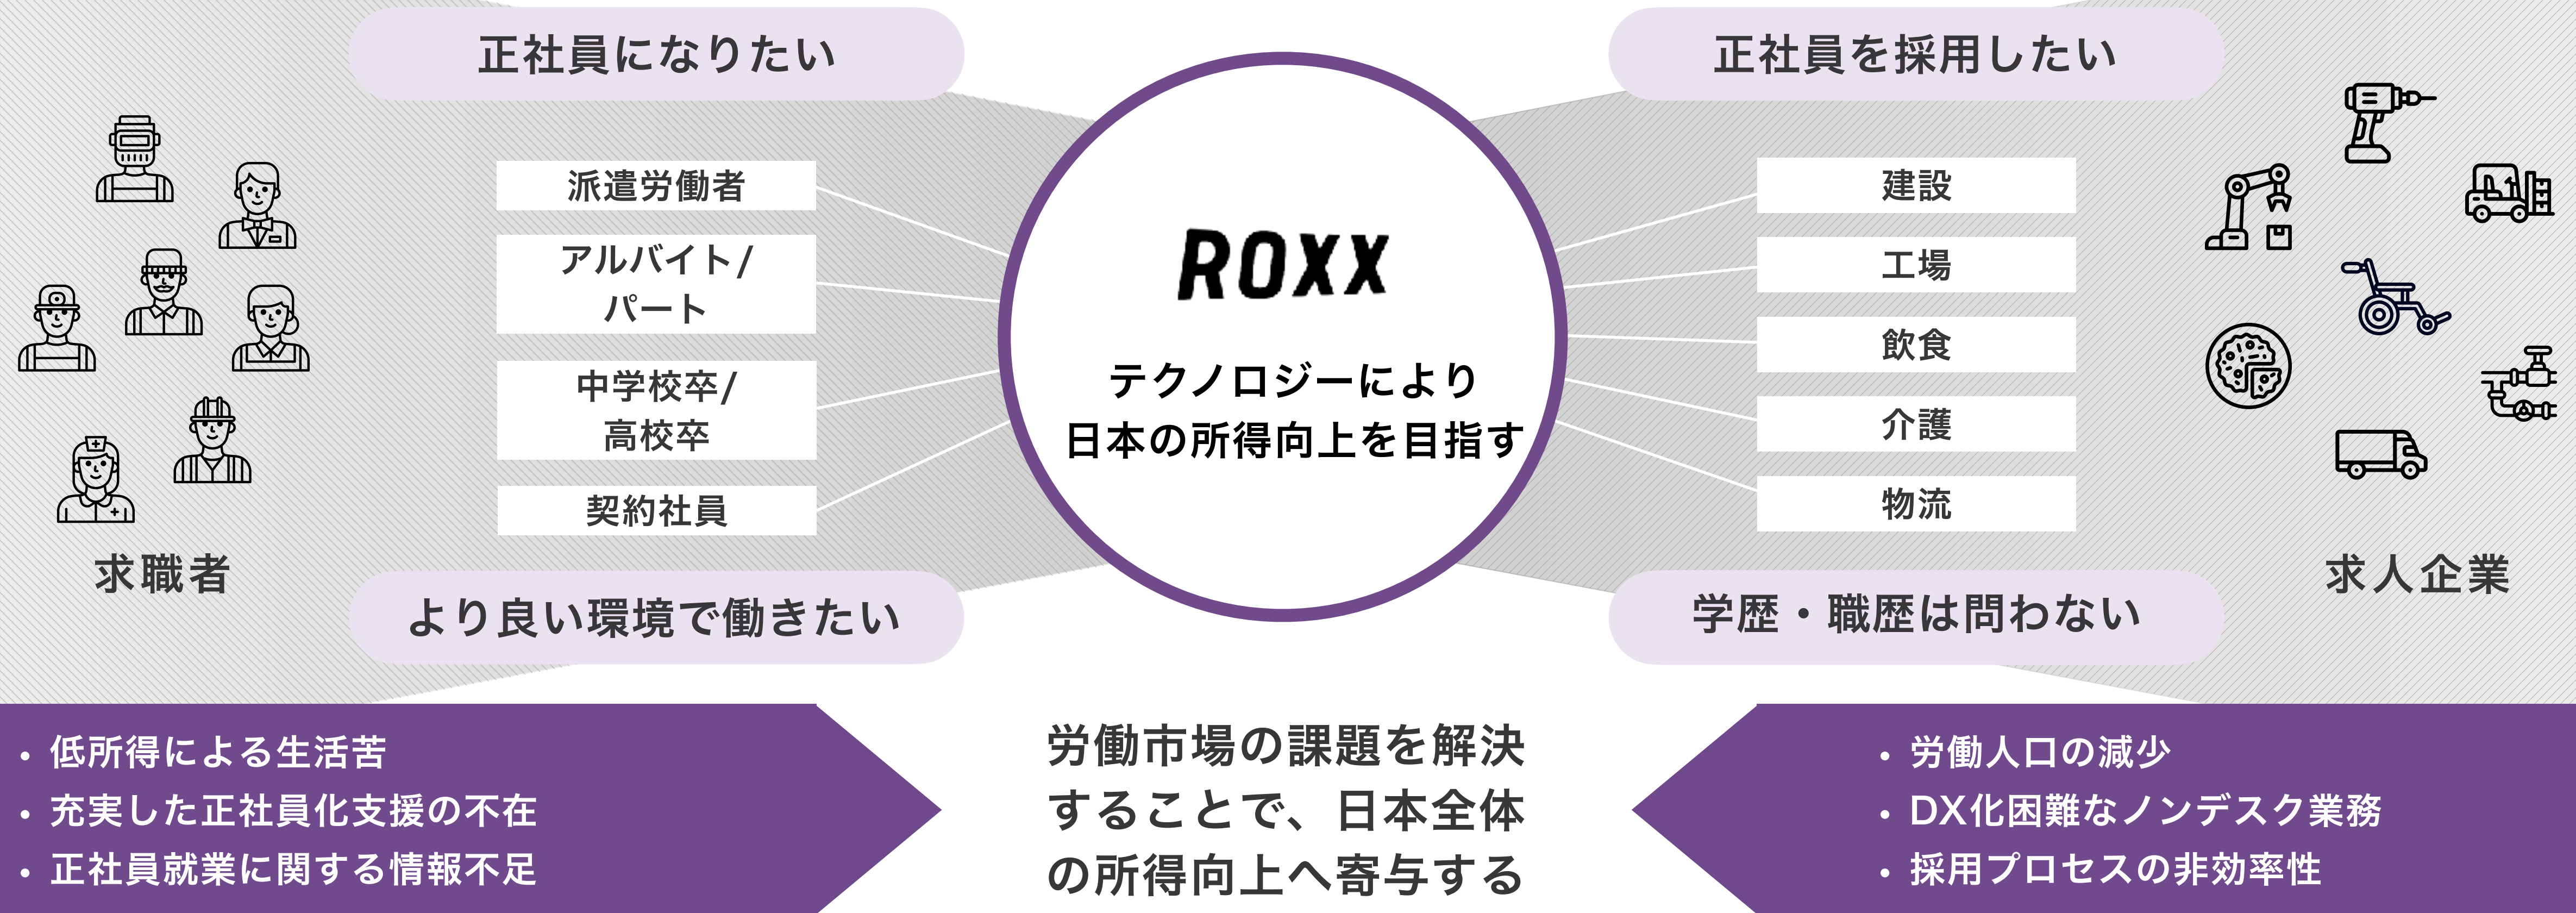 正社員になりたい
派遣労働者
アルバイト/
パート
中学校卒/
高校卒
契約社員
求職者
より良い環境で働きたい
ROXX
テクノロジーにより
日本の所得向上を目指す
正社員を採用したい
建設
工場
飲食
介護
物流
求人企業
学歴・職歴は問わない
• 低所得による生活苦
• 充実した正社員化支援の不在
• 正社員就業に関する情報不足
労働市場の課題を解決
することで、日本全体
の所得向上へ寄与する
• 労働人口の減少
• DX化困難なノンデスク業務
• 採用プロセスの非効率性